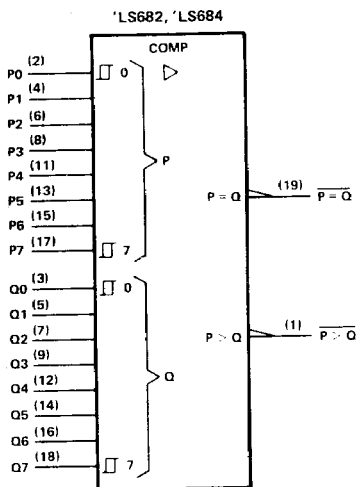 'LS682, 'LS684
COMP
P0 (2) 0
P1 (4)
P2 (6)
P3 (8)
P4 (11)
P5 (13)
P6 (15)
P7 (17) 7
P
Q0 (3) 0
Q1 (5)
Q2 (7)
Q3 (9)
Q4 (12)
Q5 (14)
Q6 (16)
Q7 (18) 7
Q
P = Q (19) P = Q
P > Q (1) P > Q